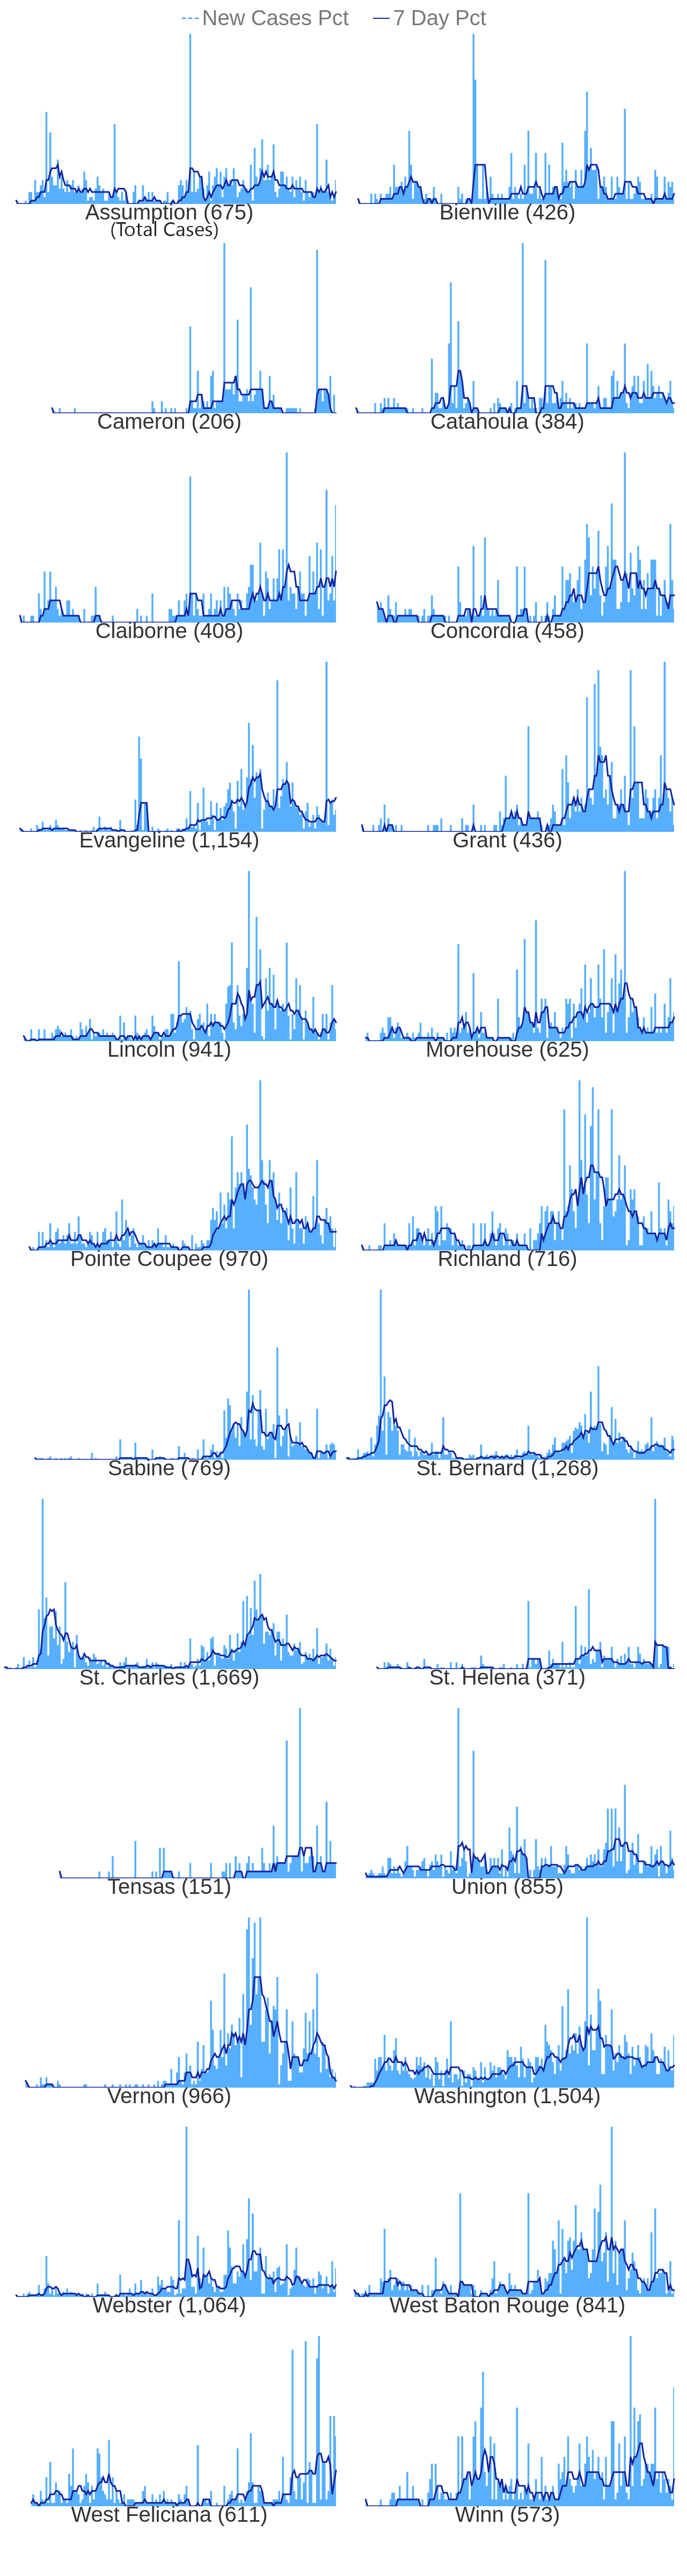 New Cases Pct 7 Day Pct
Assumption (675) Bienville (426)
(Total Cases)
Cameron (206) Catahoula (384)
Claiborne (408) Concordia (458)
Evangeline (1,154) Grant (436)
Lincoln (941) Morehouse (625)
Pointe Coupee (970) Richland (716)
Sabine (769) St. Bernard (1,268)
St. Charles (1,669) St. Helena (371)
Tensas (151) Union (855)
Vernon (966) Washington (1,504)
Webster (1,064) West Baton Rouge (841)
West Feliciana (611) Winn (573)